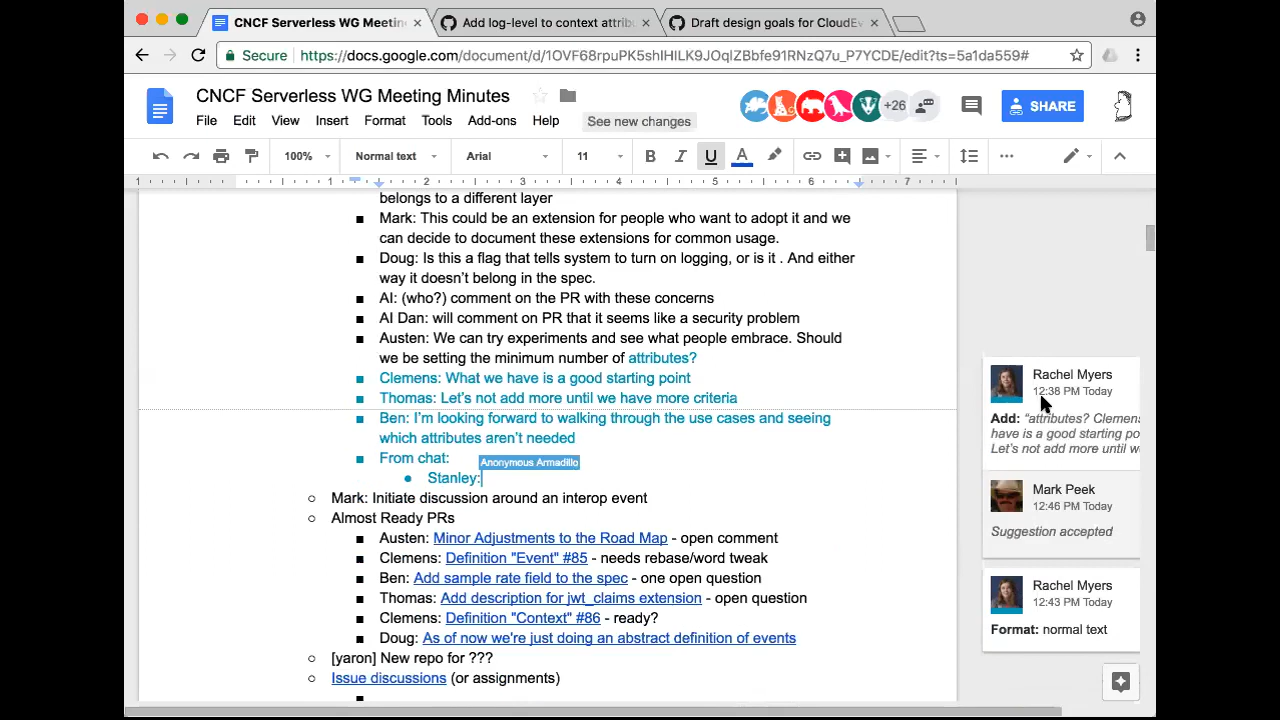 CNCF Serverless WG Meetin
Add log-level to context attrib
Draft design goals for CloudEv
Secure
https://docs.google.com/document/d/1OVF68rpuPK5shIHILK9JOqlZBbfe91RNzQ7u_P7YCDE/edit?ts=5a1da559#
CNCF Serverless WG Meeting Minutes
+26
SHARE
File Edit View Insert Format Tools Add-ons Help See new changes
100% Normal text Arial 11 B I U A
1 1 2 3 4 5 6 7
belongs to a different layer
Mark: This could be an extension for people who want to adopt it and we
can decide to document these extensions for common usage.
Doug: Is this a flag that tells system to turn on logging, or is it . And either
way it doesn't belong in the spec.
AI: (who?) comment on the PR with these concerns
AI Dan: will comment on PR that it seems like a security problem
Austen: We can try experiments and see what people embrace. Should
we be setting the minimum number of attributes?
Clemens: What we have is a good starting point
Thomas: Let's not add more until we have more criteria
Ben: I'm looking forward to walking through the use cases and seeing
which attributes aren't needed
From chat:
Anonymous Armadillo
Stanley:
Mark: Initiate discussion around an interop event
Almost Ready PRs
Austen: Minor Adjustments to the Road Map - open comment
Clemens: Definition "Event" #85 - needs rebase/word tweak
Ben: Add sample rate field to the spec - one open question
Thomas: Add description for jwt_claims extension - open question
Clemens: Definition "Context" #86 - ready?
Doug: As of now we're just doing an abstract definition of events
[yaron] New repo for ???
Issue discussions (or assignments)
Rachel Myers
12:38 PM Today
Add: "attributes? Clemens
have is a good starting po
Let's not add more until w
Mark Peek
12:46 PM Today
Suggestion accepted
Rachel Myers
12:43 PM Today
Format: normal text